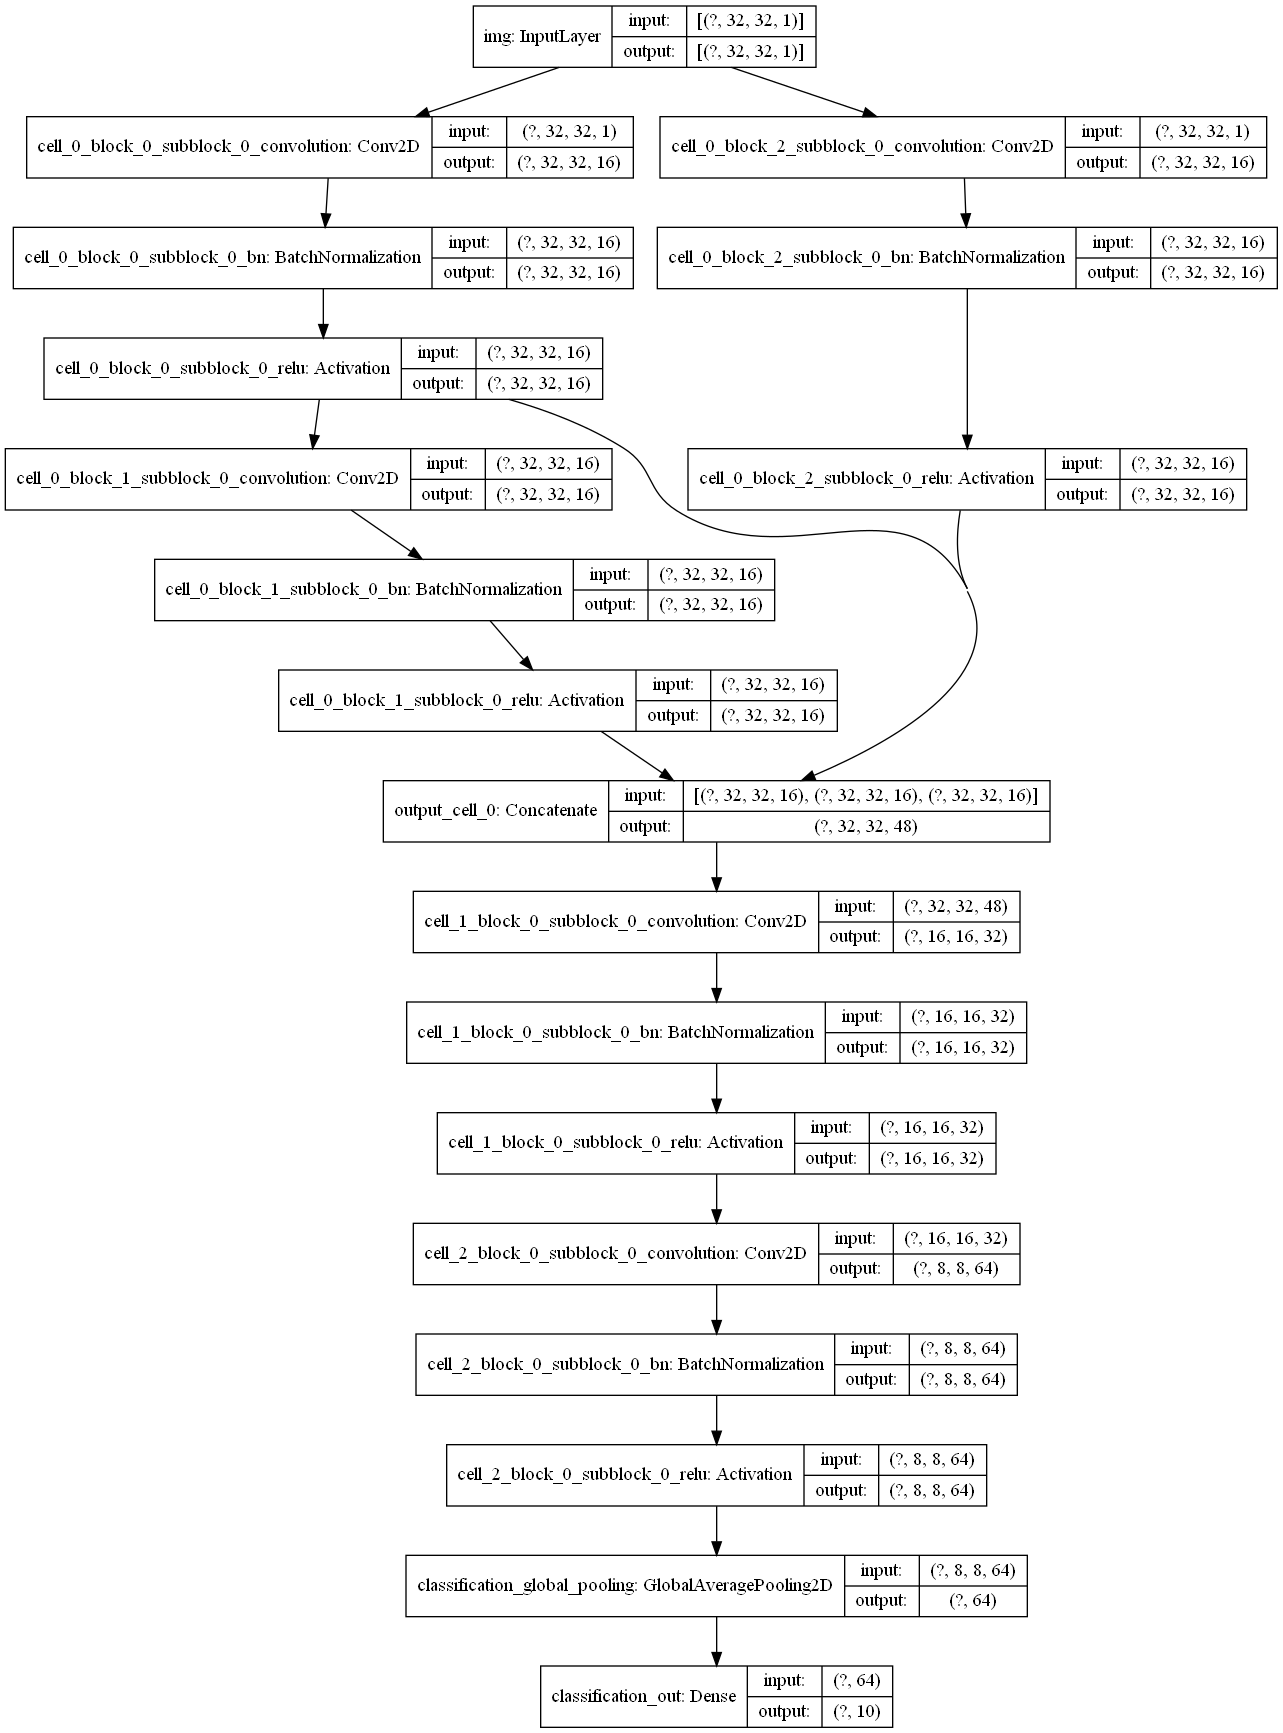 img: InputLayer
input: [(?, 32, 32, 1)]
output: [(?, 32, 32, 1)]
cell_0_block_0_subblock_0_convolution: Conv2D
input: (?, 32, 32, 1)
output: (?, 32, 32, 16)
cell_0_block_2_subblock_0_convolution: Conv2D
input: (?, 32, 32, 1)
output: (?, 32, 32, 16)
cell_0_block_0_subblock_0_bn: BatchNormalization
input: (?, 32, 32, 16)
output: (?, 32, 32, 16)
cell_0_block_2_subblock_0_bn: BatchNormalization
input: (?, 32, 32, 16)
output: (?, 32, 32, 16)
cell_0_block_0_subblock_0_relu: Activation
input: (?, 32, 32, 16)
output: (?, 32, 32, 16)
cell_0_block_1_subblock_0_convolution: Conv2D
input: (?, 32, 32, 16)
output: (?, 32, 32, 16)
cell_0_block_2_subblock_0_relu: Activation
input: (?, 32, 32, 16)
output: (?, 32, 32, 16)
cell_0_block_1_subblock_0_bn: BatchNormalization
input: (?, 32, 32, 16)
output: (?, 32, 32, 16)
cell_0_block_1_subblock_0_relu: Activation
input: (?, 32, 32, 16)
output: (?, 32, 32, 16)
output_cell_0: Concatenate
input: [(?, 32, 32, 16), (?, 32, 32, 16), (?, 32, 32, 16)]
output: (?, 32, 32, 48)
cell_1_block_0_subblock_0_convolution: Conv2D
input: (?, 32, 32, 48)
output: (?, 16, 16, 32)
cell_1_block_0_subblock_0_bn: BatchNormalization
input: (?, 16, 16, 32)
output: (?, 16, 16, 32)
cell_1_block_0_subblock_0_relu: Activation
input: (?, 16, 16, 32)
output: (?, 16, 16, 32)
cell_2_block_0_subblock_0_convolution: Conv2D
input: (?, 16, 16, 32)
output: (?, 8, 8, 64)
cell_2_block_0_subblock_0_bn: BatchNormalization
input: (?, 8, 8, 64)
output: (?, 8, 8, 64)
cell_2_block_0_subblock_0_relu: Activation
input: (?, 8, 8, 64)
output: (?, 8, 8, 64)
classification_global_pooling: GlobalAveragePooling2D
input: (?, 8, 8, 64)
output: (?, 64)
classification_out: Dense
input: (?, 64)
output: (?, 10)